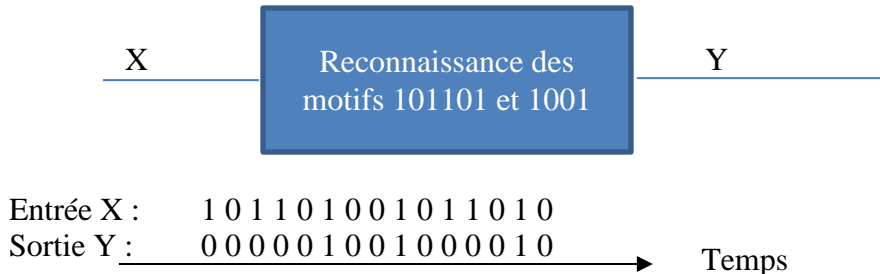 X
Reconnaissance des
motifs 101101 et 1001
Y
Entrée X : 1 0 1 1 0 1 0 0 1 0 1 1 0 1 0
Sortie Y : 0 0 0 0 0 1 0 0 1 0 0 0 0 1 0
Temps